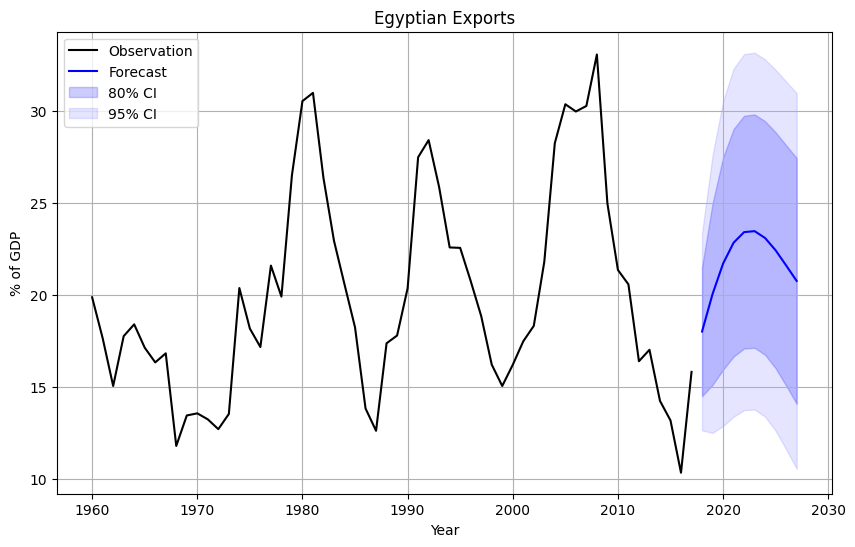 Egyptian Exports
Observation
Forecast
80% CI
95% CI
% of GDP
30
25
20
15
10
1960 1970 1980 1990 2000 2010 2020 2030
Year